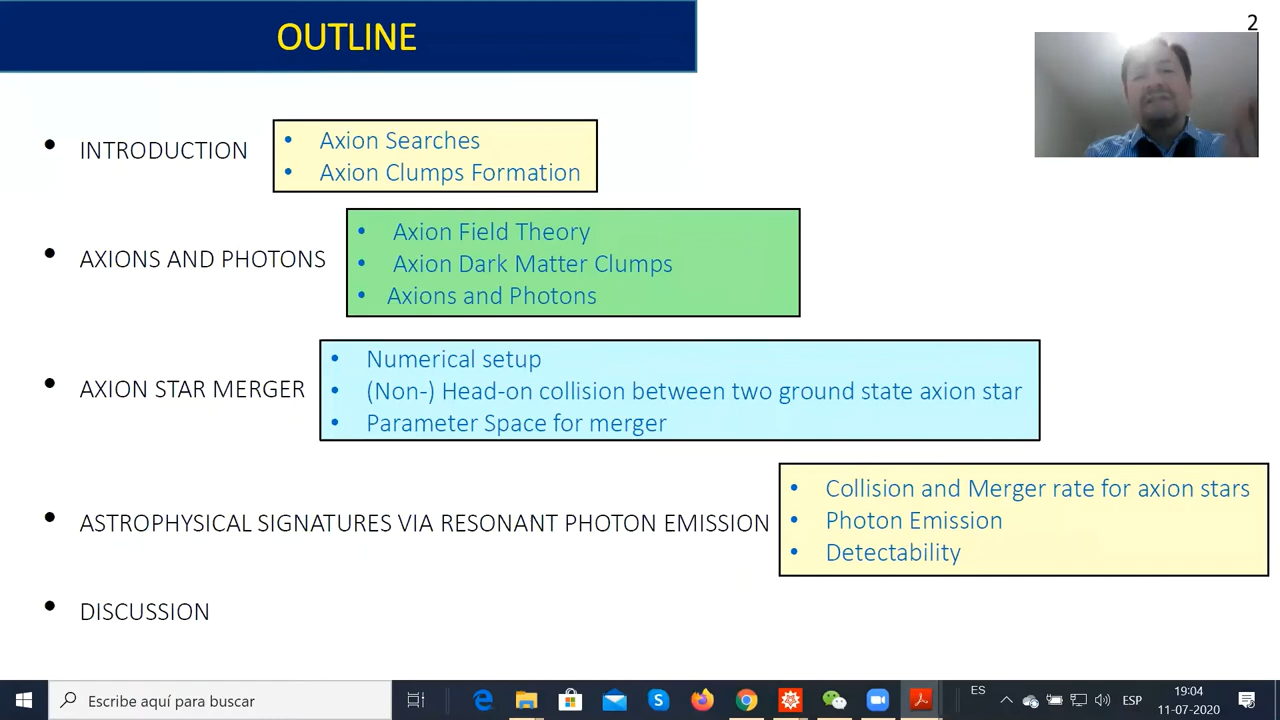 OUTLINE
2
• INTRODUCTION
• Axion Searches
• Axion Clumps Formation
• AXIONS AND PHOTONS
• Axion Field Theory
• Axion Dark Matter Clumps
• Axions and Photons
• AXION STAR MERGER
• Numerical setup
• (Non-) Head-on collision between two ground state axion star
• Parameter Space for merger
• ASTROPHYSICAL SIGNATURES VIA RESONANT PHOTON EMISSION
• Collision and Merger rate for axion stars
• Photon Emission
• Detectability
• DISCUSSION
Escribe aquí para buscar
ES
ESP
19:04
11-07-2020